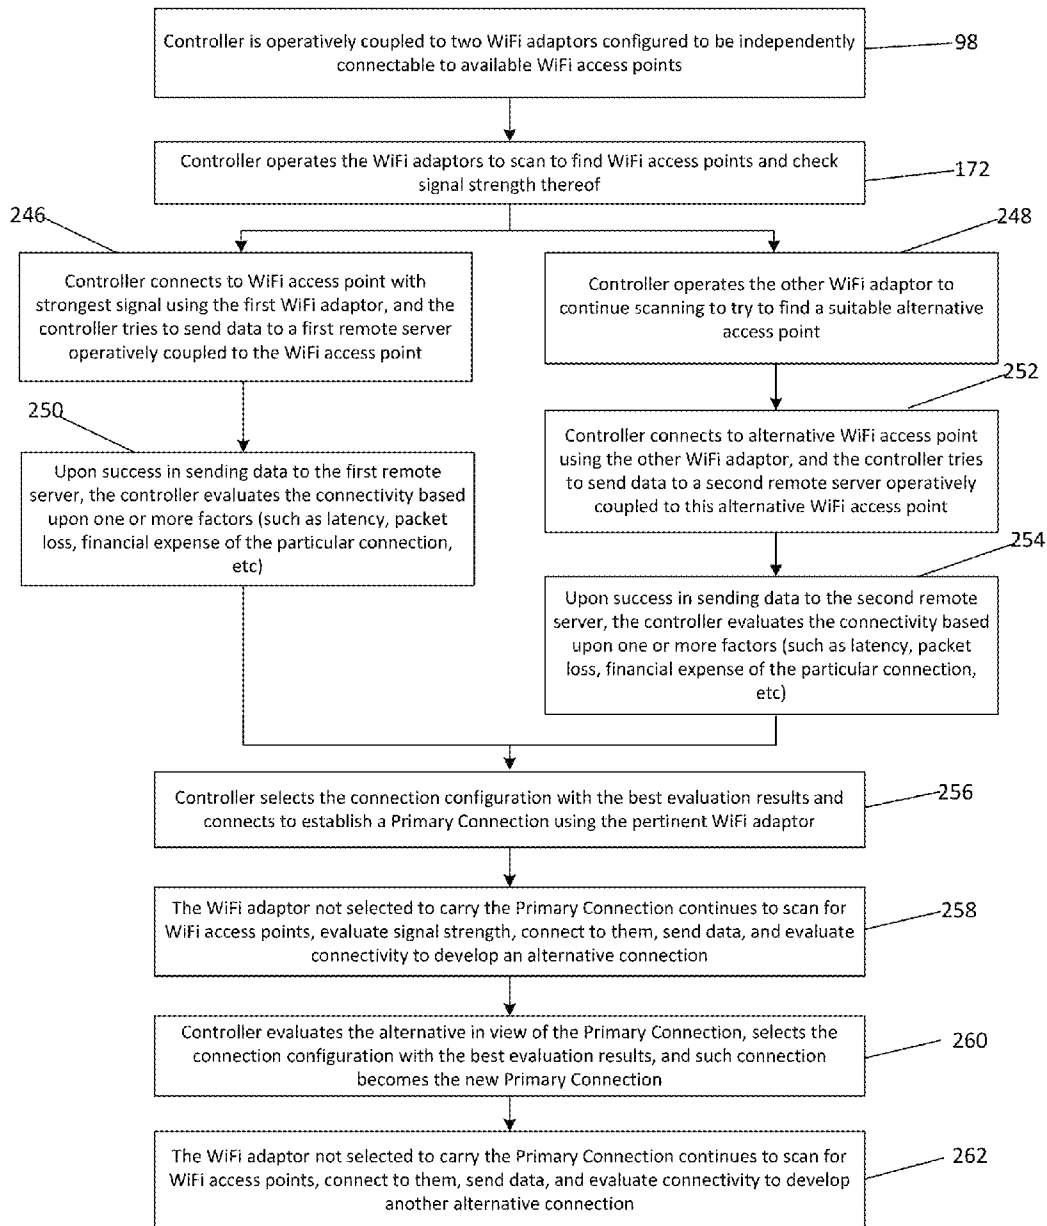 Controller is operatively coupled to two WiFi adaptors configured to be independently
connectable to available WiFi access points
98
Controller operates the WiFi adaptors to scan to find WiFi access points and check
signal strength thereof
172
246
248
Controller connects to WiFi access point with
strongest signal using the first WiFi adaptor, and the
controller tries to send data to a first remote server
operatively coupled to the WiFi access point
Controller operates the other WiFi adaptor to
continue scanning to try to find a suitable alternative
access point
250
252
Upon success in sending data to the first remote
server, the controller evaluates the connectivity based
upon one or more factors (such as latency, packet
loss, financial expense of the particular connection,
etc)
Controller connects to alternative WiFi access point
using the other WiFi adaptor, and the controller tries
to send data to a second remote server operatively
coupled to this alternative WiFi access point
254
Upon success in sending data to the second remote
server, the controller evaluates the connectivity based
upon one or more factors (such as latency, packet
loss, financial expense of the particular connection,
etc)
Controller selects the connection configuration with the best evaluation results and
connects to establish a Primary Connection using the pertinent WiFi adaptor
256
The WiFi adaptor not selected to carry the Primary Connection continues to scan for
WiFi access points, evaluate signal strength, connect to them, send data, and evaluate
connectivity to develop an alternative connection
258
Controller evaluates the alternative in view of the Primary Connection, selects the
connection configuration with the best evaluation results, and such connection
becomes the new Primary Connection
260
The WiFi adaptor not selected to carry the Primary Connection continues to scan for
WiFi access points, connect to them, send data, and evaluate connectivity to develop
another alternative connection
262